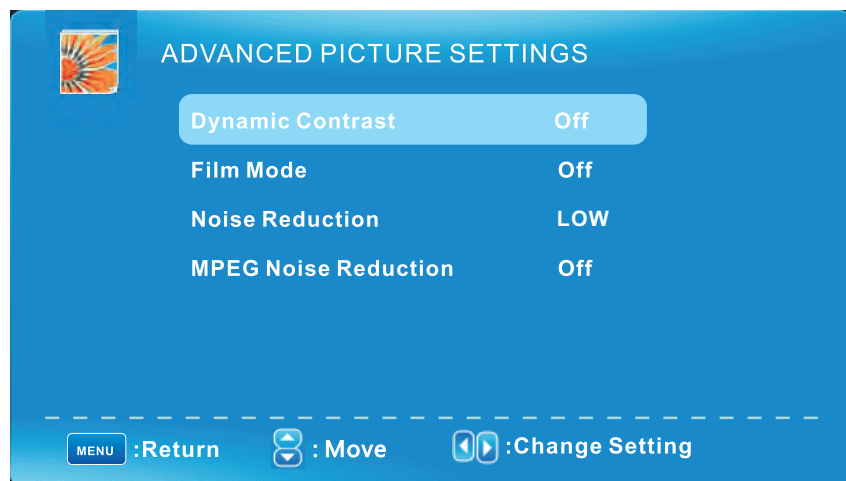 ADVANCED PICTURE SETTINGS
Dynamic Contrast Off
Film Mode Off
Noise Reduction LOW
MPEG Noise Reduction Off
MENU :Return : Move :Change Setting